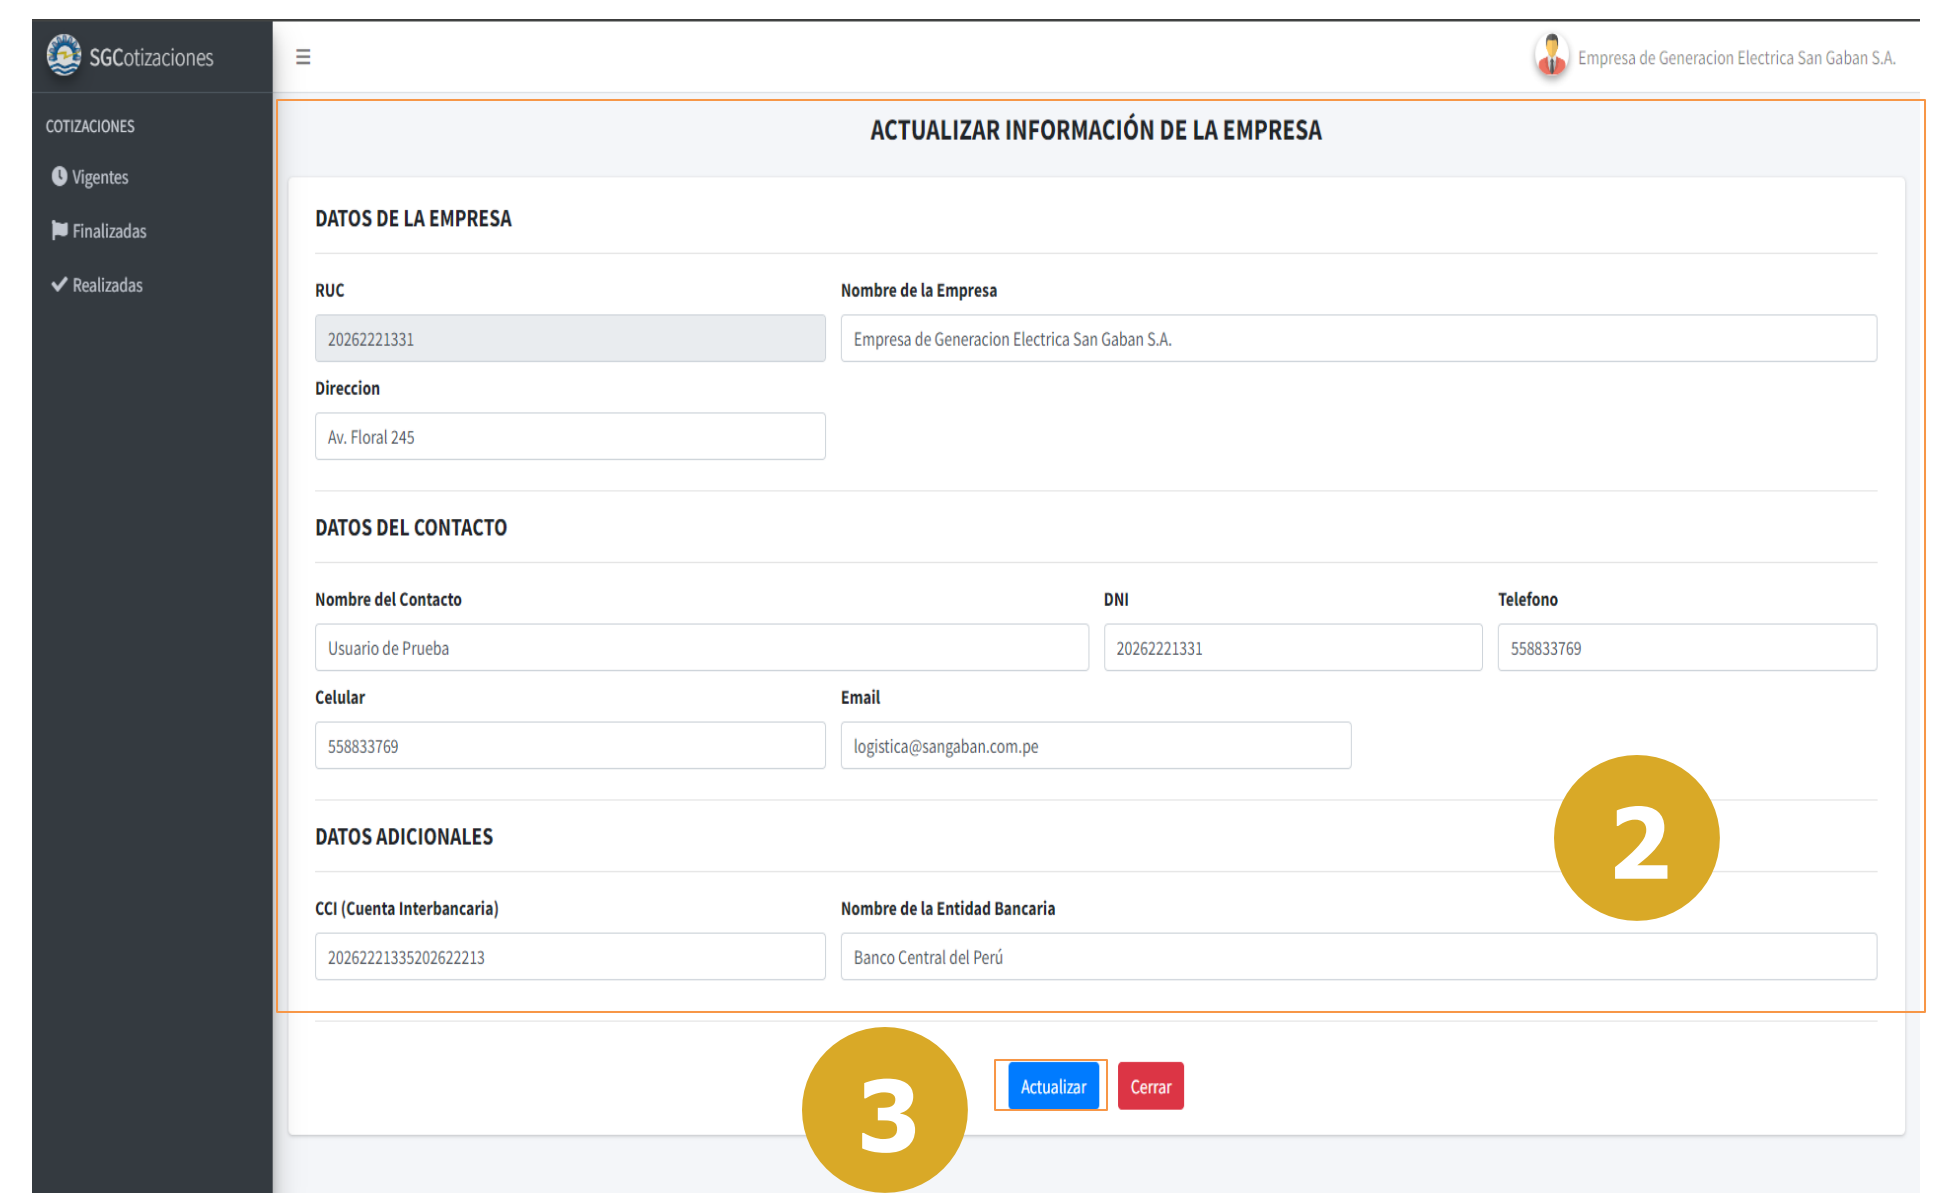 SGCotizaciones
Empresa de Generacion Electrica San Gaban S.A.
COTIZACIONES
Vigentes
Finalizadas
Realizadas
ACTUALIZAR INFORMACIÓN DE LA EMPRESA
DATOS DE LA EMPRESA
RUC
Nombre de la Empresa
20262221331
Empresa de Generacion Electrica San Gaban S.A.
Direccion
Av. Floral 245
DATOS DEL CONTACTO
Nombre del Contacto
DNI
Telefono
Usuario de Prueba
20262221331
558833769
Celular
Email
558833769
logistica@sangaban.com.pe
2
DATOS ADICIONALES
CCI (Cuenta Interbancaria)
Nombre de la Entidad Bancaria
20262221335202622213
Banco Central del Perú
3
Actualizar
Cerrar